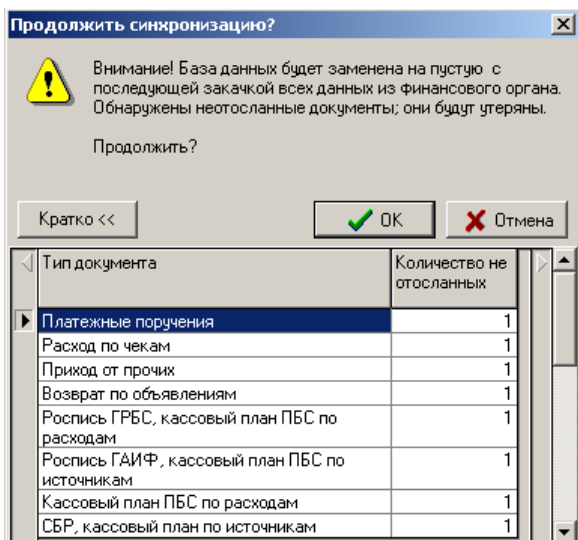 Продолжить синхронизацию?
Внимание! База данных будет заменена на пустую с
последующей закачкой всех данных из финансового органа.
Обнаружены неотосланные документы; они будут утеряны.
Продолжить?
Кратко <<
OK
Отмена
Тип документа
Количество не
отосланных
Платежные поручения 1
Расход по чекам 1
Приход от прочих 1
Возврат по объявлениям 1
Роспись ГРБС, кассовый план ПБС по 1
расходам
Роспись ГАИФ, кассовый план ПБС по 1
источникам
Кассовый план ПБС по расходам 1
СБР, кассовый план по источникам 1